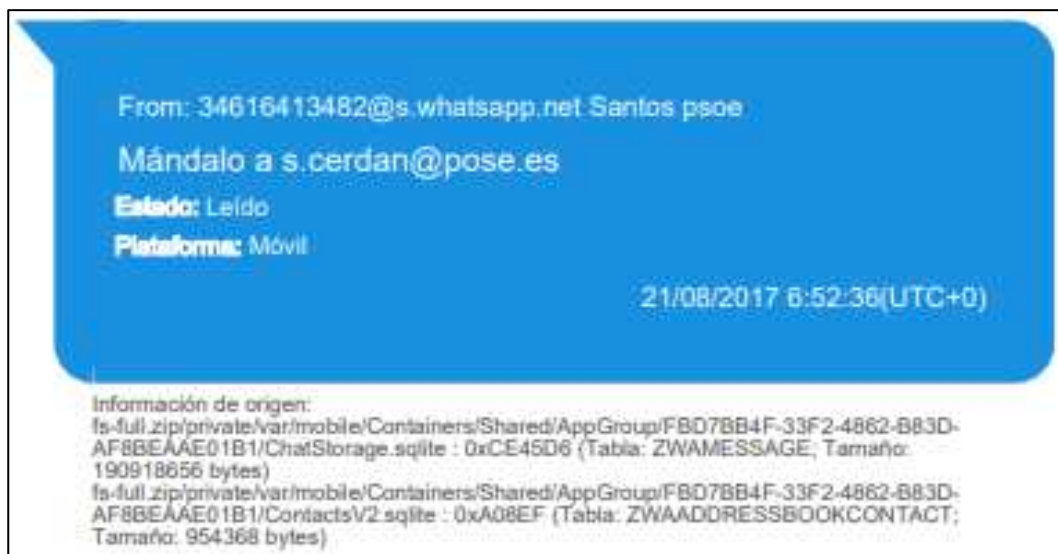 From: 34616413482@s.whatsapp.net Santos psoe
Mándalo a s.cerdan@pose.es
Estado: Leído
Plataforma: Móvil
21/08/2017 6:52:36(UTC+0)
Información de origen:
fs-full.zip/private/var/mobile/Containers/Shared/AppGroup/FBD7BB4F-33F2-4862-B83D-
AF8BEAAE01B1/ChatStorage.sqlite : 0xCE45D6 (Tabla: ZWAMESSAGE; Tamaño:
190918656 bytes)
fs-full.zip/private/var/mobile/Containers/Shared/AppGroup/FBD7BB4F-33F2-4862-B83D-
AF8BEAAE01B1/ContactsV2.sqlite : 0xA08EF (Tabla: ZWAADDRESSBOOKCONTACT;
Tamaño: 954368 bytes)